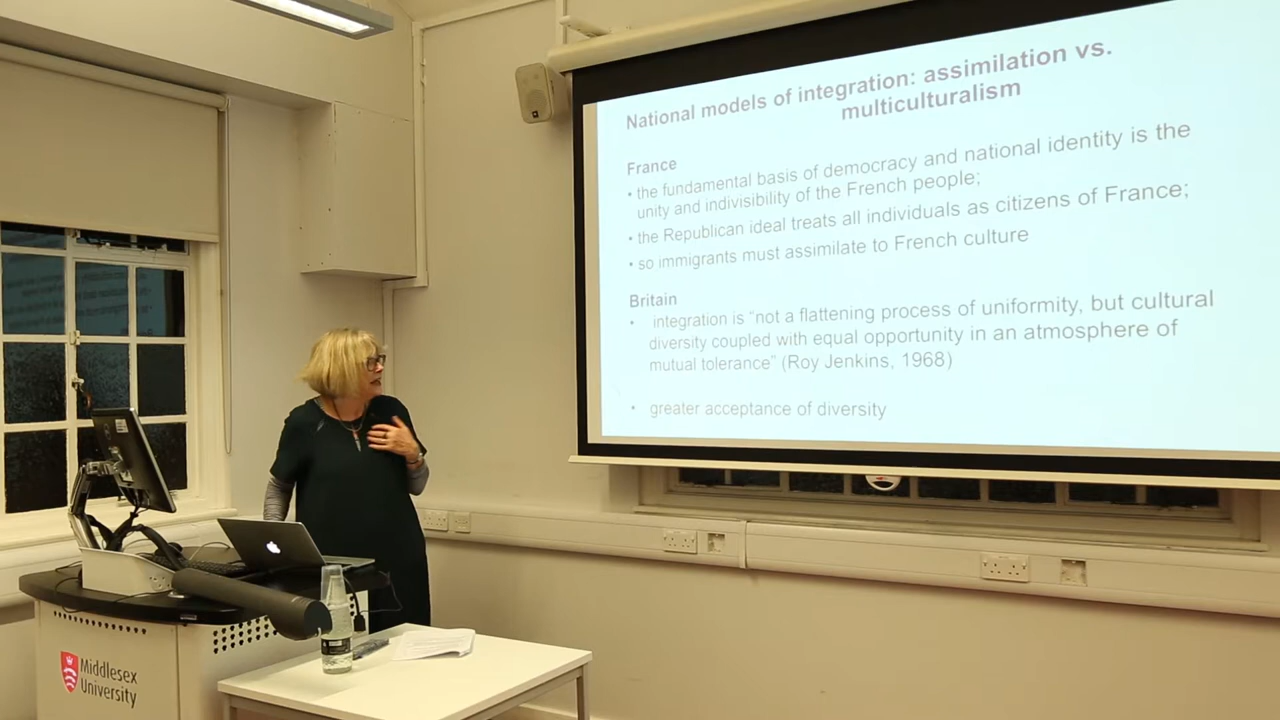 National models of integration: assimilation vs.
multiculturalism
France
• the fundamental basis of democracy and national identity is the
unity and indivisibility of the French people;
• the Republican ideal treats all individuals as citizens of France;
• so immigrants must assimilate to French culture
Britain
• integration is “not a flattening process of uniformity, but cultural
diversity coupled with equal opportunity in an atmosphere of
mutual tolerance” (Roy Jenkins, 1968)
• greater acceptance of diversity
Middlesex
University